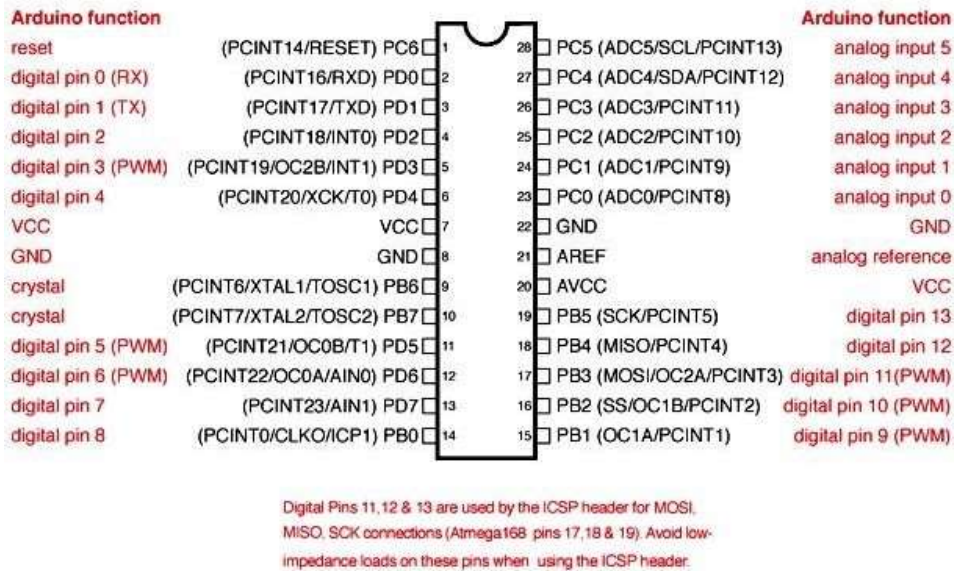 Arduino function
Arduino function
reset (PCINT14/RESET) PC6 1 28 PC5 (ADC5/SCL/PCINT13) analog input 5
digital pin 0 (RX) (PCINT16/RXD) PD0 2 27 PC4 (ADC4/SDA/PCINT12) analog input 4
digital pin 1 (TX) (PCINT17/TXD) PD1 3 26 PC3 (ADC3/PCINT11) analog input 3
digital pin 2 (PCINT18/INT0) PD2 4 25 PC2 (ADC2/PCINT10) analog input 2
digital pin 3 (PWM) (PCINT19/OC2B/INT1) PD3 5 24 PC1 (ADC1/PCINT9) analog input 1
digital pin 4 (PCINT20/XCK/T0) PD4 6 23 PC0 (ADC0/PCINT8) analog input 0
VCC VCC 7 22 GND GND
GND GND 8 21 AREF analog reference
crystal (PCINT6/XTAL1/TOSC1) PB6 9 20 AVCC VCC
crystal (PCINT7/XTAL2/TOSC2) PB7 10 19 PB5 (SCK/PCINT5) digital pin 13
digital pin 5 (PWM) (PCINT21/OC0B/T1) PD5 11 18 PB4 (MISO/PCINT4) digital pin 12
digital pin 6 (PWM) (PCINT22/OC0A/AIN0) PD6 12 17 PB3 (MOSI/OC2A/PCINT3) digital pin 11(PWM)
digital pin 7 (PCINT23/AIN1) PD7 13 16 PB2 (SS/OC1B/PCINT2) digital pin 10 (PWM)
digital pin 8 (PCINT0/CLKO/ICP1) PB0 14 15 PB1 (OC1A/PCINT1) digital pin 9 (PWM)
Digital Pins 11,12 & 13 are used by the ICSP header for MOSI,
MISO, SCK connections (Atmega168 pins 17,18 & 19). Avoid low-
impedance loads on these pins when using the ICSP header.